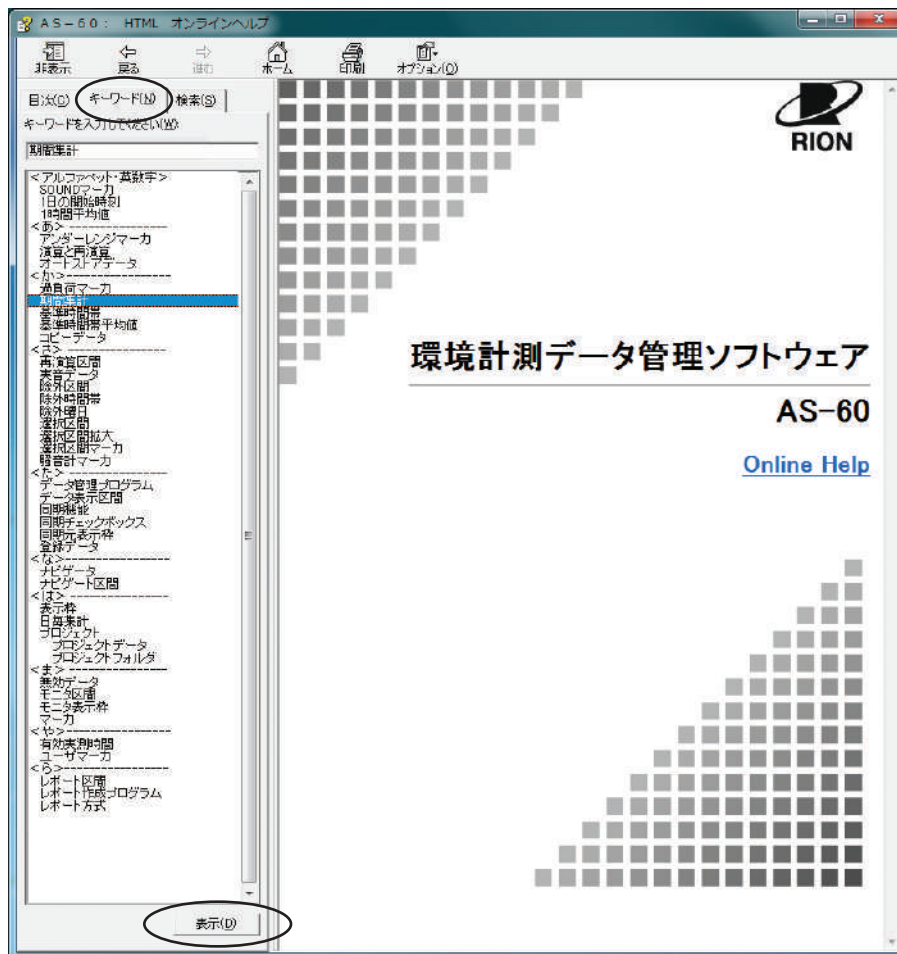 AS-60: HTML オンラインヘルプ
非表示 戻る 進む ホーム 印刷 オプション(O)
目次(C) キーワード(N) 検索(S)
キーワードを入力してください(W):
期間集計
<アルファベット・英数字>
SOUNDマーカ
1日の開始時刻
1時間平均値
<あ>------------------
アンダーレンジマーカ
演算と再演算
オートストアデータ
<か>------------------
過負荷マーカ
期間集計
基準時間帯
基準時間帯平均値
コピーデータ
<さ>------------------
再演算区間
実音データ
除外区間
除外時間帯
除外曜日
選択区間
選択区間拡大
選択区間マーカ
騒音計マーカ
<た>------------------
データ管理プログラム
データ表示区間
同期機能
同期チェックボックス
同期元表示枠
登録データ
<な>------------------
ナビゲータ
ナビゲート区間
<は>------------------
表示枠
日毎集計
プロジェクト
プロジェクトデータ
プロジェクトフォルダ
<ま>------------------
無効データ
モニタ区間
モニタ表示枠
マーカ
<や>------------------
有効実測時間
ユーザマーカ
<ら>------------------
レポート区間
レポート作成プログラム
レポート方式
表示(D)
RION
環境計測データ管理ソフトウェア
AS-60
Online Help